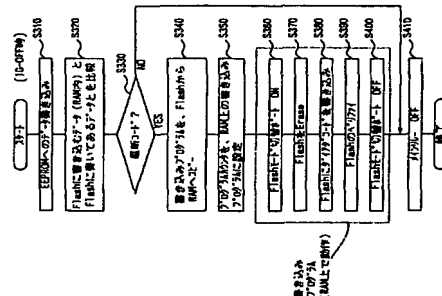 (IG-OFF時)
スタート
S310
EEPROMへのデータ書き込み
S320
Flashに書き込むデータ(RAM内)と
Flashに書いてあるデータとを比較
S330
最新コード?
NO
YES
S340
書き込みプログラムを、Flashから
RAMへコピー
S350
プログラムカウンタを、RAM上の書き込み
プログラムに設定
S360
Flashモード切替ポート ON
S370
FlashをErase
S380
Flashにダイアグコードを書き込み
S390
Flashのベリファイ
S400
Flashモード切替ポート OFF
S410
メインリレー OFF
終了
書き込み
プログラム
(RAM上で動作)